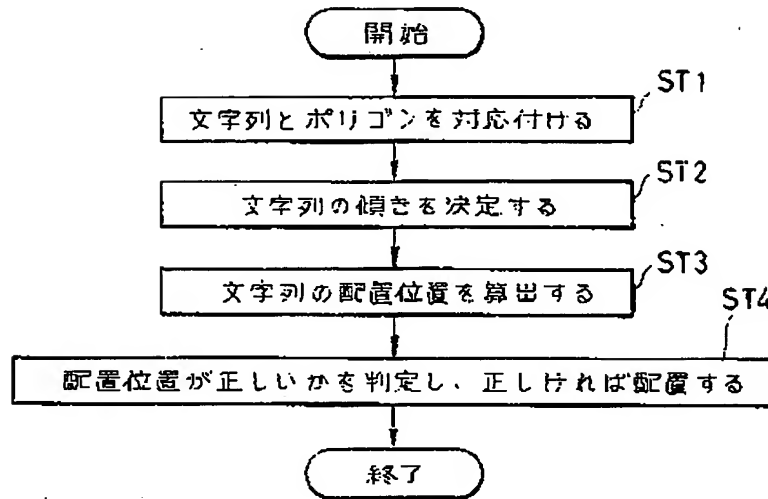 開始
ST1
文字列とポリゴンを対応付ける
ST2
文字列の傾きを決定する
ST3
文字列の配置位置を算出する
ST4
配置位置が正しいかを判定し、正しければ配置する
終了